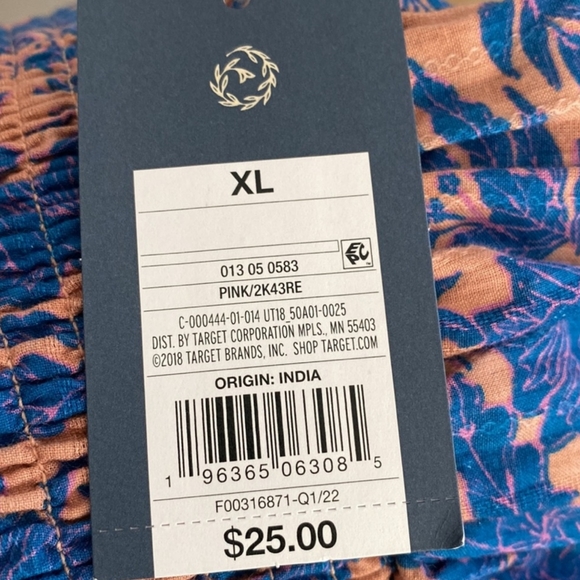 XL
013 05 0583
PINK/2K43RE
C-000444-01-014 UT18_50A01-0025
DIST. BY TARGET CORPORATION MPLS., MN 55403
©2018 TARGET BRANDS, INC. SHOP TARGET.COM
ORIGIN: INDIA
1 96365 06308 5
F00316871-Q1/22
$25.00